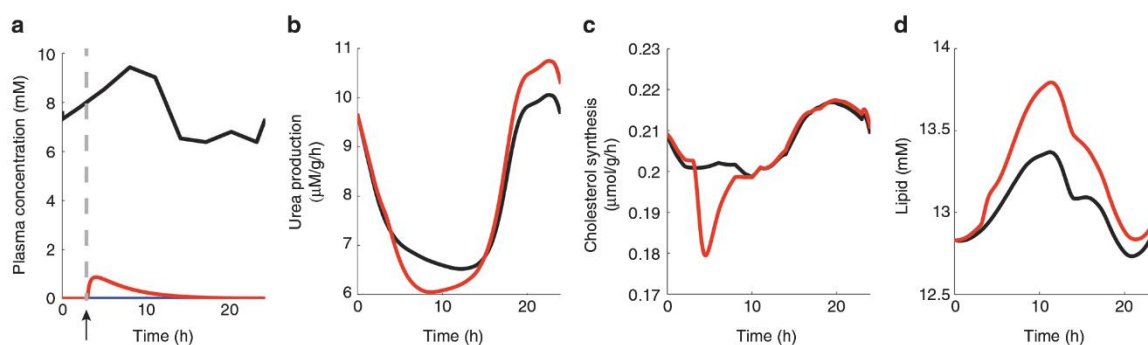 a
Plasma concentration (mM)
10
8
6
4
2
0
0 10 20
Time (h)
b
Urea production
(μM/g/h)
11
10
9
8
7
6
0 10 20
Time (h)
c
Cholesterol synthesis
(μmol/g/h)
0.23
0.22
0.21
0.2
0.19
0.18
0.17
0 10 20
Time (h)
d
Lipid
(mM)
14
13.5
13
12.5
0 10 20
Time (h)